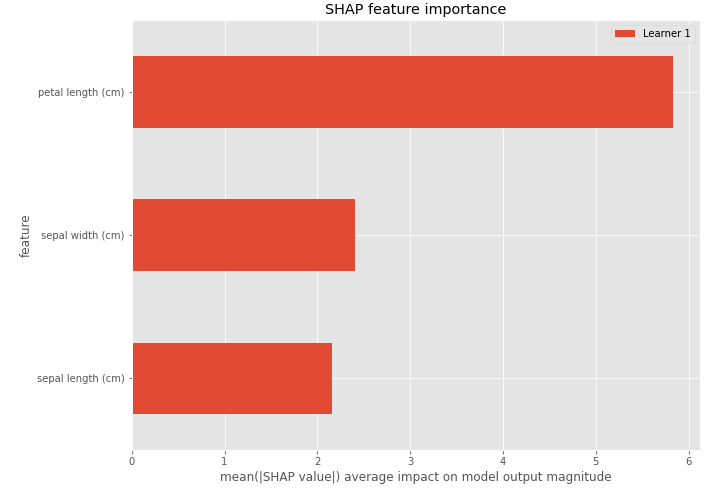 SHAP feature importance
Learner 1
petal length (cm)
sepal width (cm)
sepal length (cm)
feature
0 1 2 3 4 5 6
mean(|SHAP value|) average impact on model output magnitude